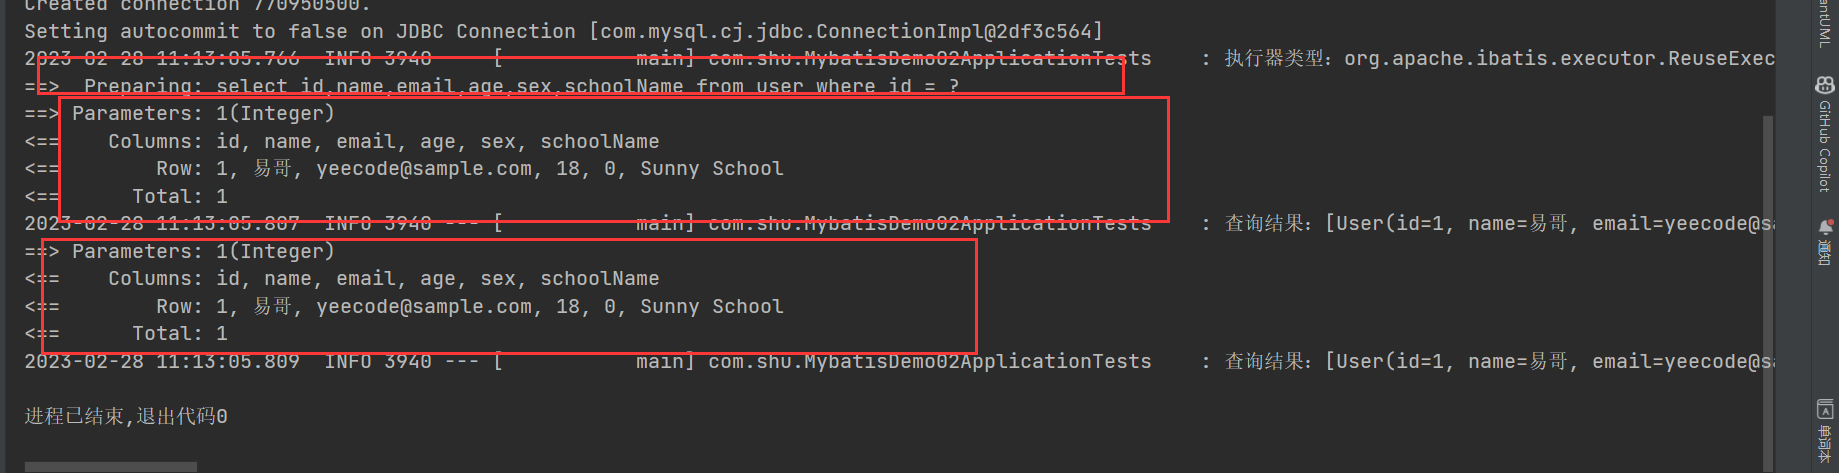 Created connection 770950500.
Setting autocommit to false on JDBC Connection [com.mysql.cj.jdbc.ConnectionImpl@2df3c564]
2023-02-28 11:13:05.766  INFO 3940 --- [           main] com.shu.MybatisDemo02ApplicationTests    : 执行器类型：org.apache.ibatis.executor.ReuseExec
==>  Preparing: select id,name,email,age,sex,schoolName from user where id = ?
==> Parameters: 1(Integer)
<==    Columns: id, name, email, age, sex, schoolName
<==        Row: 1, 易哥, yeecode@sample.com, 18, 0, Sunny School
<==      Total: 1
2023-02-28 11:13:05.807  INFO 3940 --- [           main] com.shu.MybatisDemo02ApplicationTests    : 查询结果：[User(id=1, name=易哥, email=yeecode@sa
==> Parameters: 1(Integer)
<==    Columns: id, name, email, age, sex, schoolName
<==        Row: 1, 易哥, yeecode@sample.com, 18, 0, Sunny School
<==      Total: 1
2023-02-28 11:13:05.809  INFO 3940 --- [           main] com.shu.MybatisDemo02ApplicationTests    : 查询结果：[User(id=1, name=易哥, email=yeecode@sa
进程已结束,退出代码0
antUML
GitHub Copilot
通知
单词本